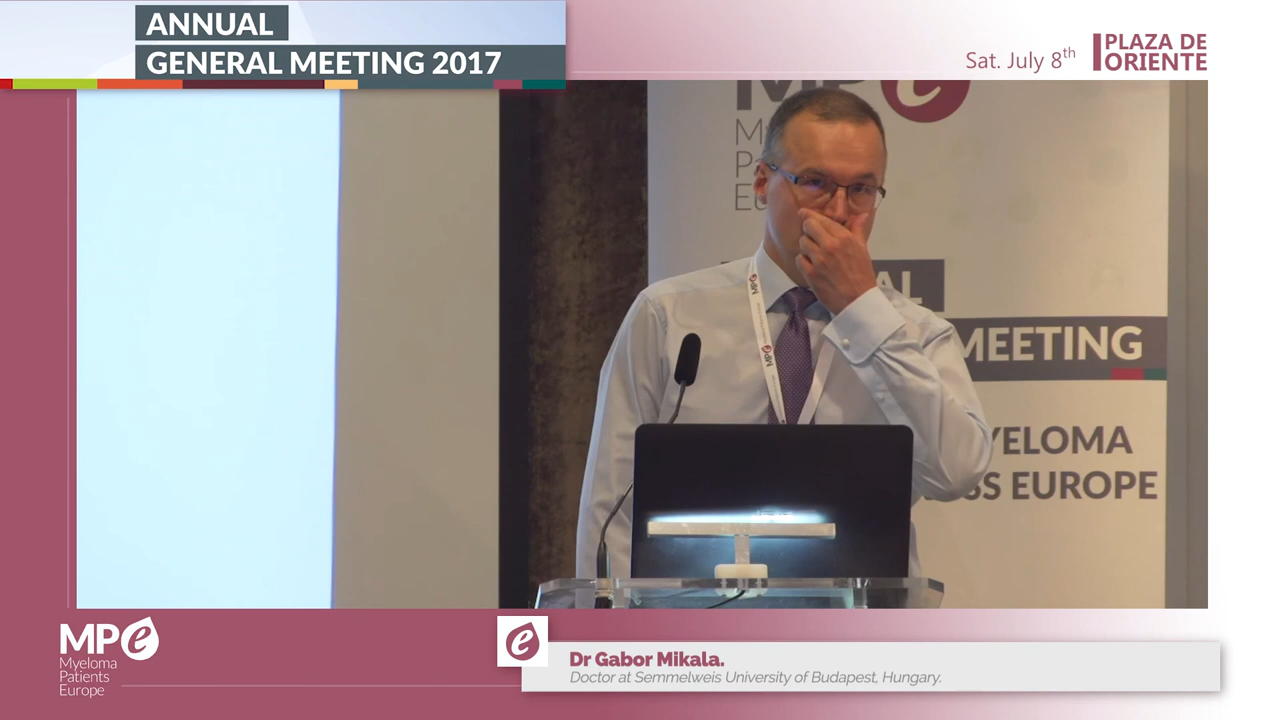 ANNUAL
GENERAL MEETING 2017
Sat. July 8th
PLAZA DE
ORIENTE
MPe
MEETING
YELOMA
SS EUROPE
MPe
Myeloma
Patients
Europe
e
Dr Gabor Mikala.
Doctor at Semmelweis University of Budapest, Hungary.